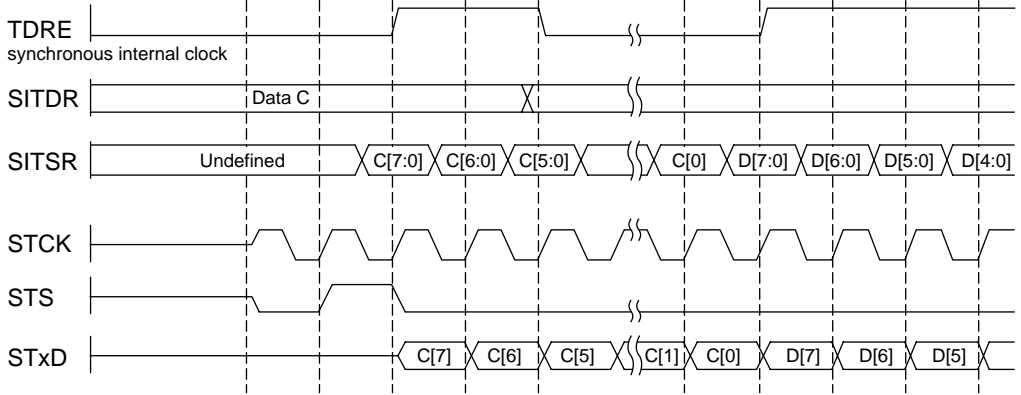 TDRE
synchronous internal clock
SITDR Data C
SITSR Undefined C[7:0] C[6:0] C[5:0] C[0] D[7:0] D[6:0] D[5:0] D[4:0]
STCK
STS
STxD C[7] C[6] C[5] C[1] C[0] D[7] D[6] D[5]